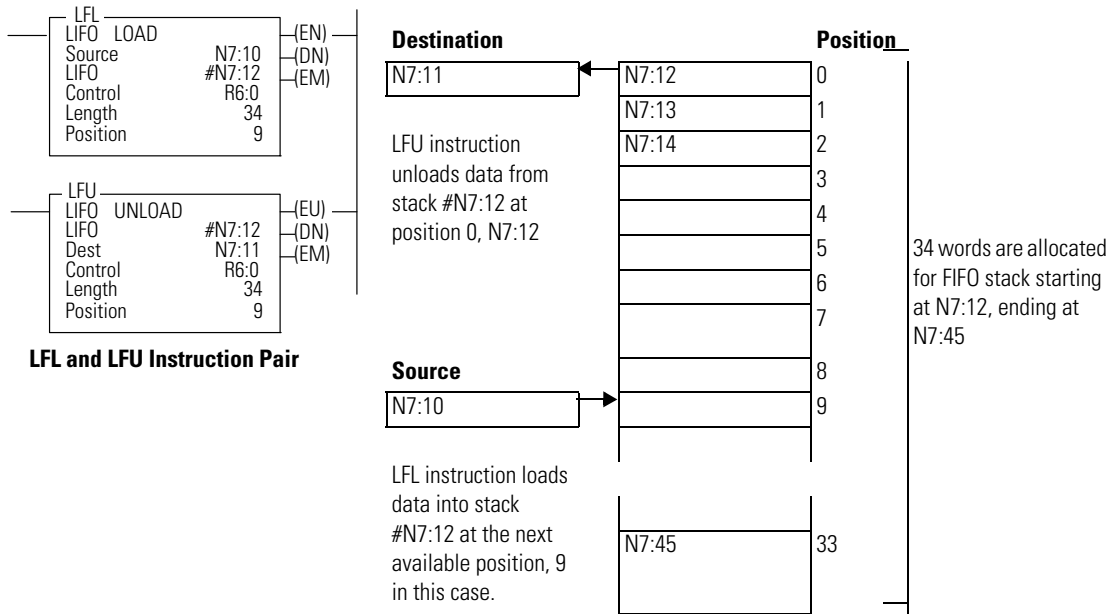 LFL
LIFO LOAD
Source N7:10
LIFO #N7:12
Control R6:0
Length 34
Position 9
(EN)
(DN)
(EM)
LFU
LIFO UNLOAD
LIFO #N7:12
Dest N7:11
Control R6:0
Length 34
Position 9
(EU)
(DN)
(EM)
LFL and LFU Instruction Pair
Destination
N7:11
LFU instruction
unloads data from
stack #N7:12 at
position 0, N7:12
Source
N7:10
LFL instruction loads
data into stack
#N7:12 at the next
available position, 9
in this case.
Position
N7:12 0
N7:13 1
N7:14 2
3
4
5
6
7
8
9
N7:45 33
34 words are allocated
for FIFO stack starting
at N7:12, ending at
N7:45